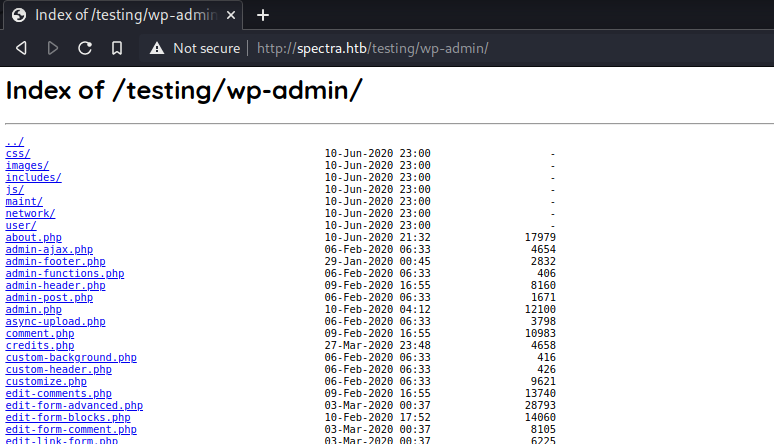 Index of /testing/wp-admin
Not secure http://spectra.htb/testing/wp-admin/
Index of /testing/wp-admin/
../
css/ 10-Jun-2020 23:00 -
images/ 10-Jun-2020 23:00 -
includes/ 10-Jun-2020 23:00 -
js/ 10-Jun-2020 23:00 -
maint/ 10-Jun-2020 23:00 -
network/ 10-Jun-2020 23:00 -
user/ 10-Jun-2020 23:00 -
about.php 10-Jun-2020 21:32 17979
admin-ajax.php 06-Feb-2020 06:33 4654
admin-footer.php 29-Jan-2020 00:45 2832
admin-functions.php 06-Feb-2020 06:33 406
admin-header.php 09-Feb-2020 16:55 8160
admin-post.php 06-Feb-2020 06:33 1671
admin.php 10-Feb-2020 04:12 12100
async-upload.php 06-Feb-2020 06:33 3798
comment.php 09-Feb-2020 16:55 10983
credits.php 27-Mar-2020 23:48 4658
custom-background.php 06-Feb-2020 06:33 416
custom-header.php 06-Feb-2020 06:33 426
customize.php 06-Feb-2020 06:33 9621
edit-comments.php 09-Feb-2020 16:55 13740
edit-form-advanced.php 03-Mar-2020 00:37 28793
edit-form-blocks.php 10-Feb-2020 17:52 14060
edit-form-comment.php 03-Mar-2020 00:37 8105
edit-link-form.php 03-Mar-2020 00:37 6225